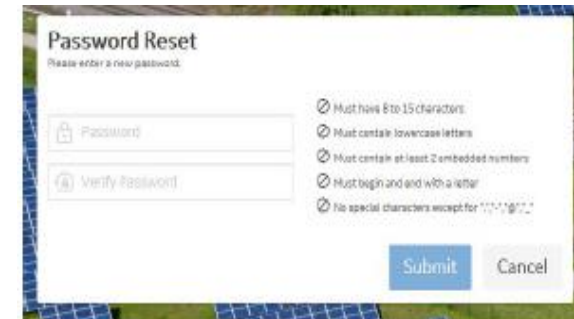 Password Reset
Please enter a new password.
Password
Verify Password
Must have 8 to 15 characters
Must contain lowercase letters
Must contain at least 2 embedded numbers
Must begin and end with a letter
No special characters except for
Submit
Cancel